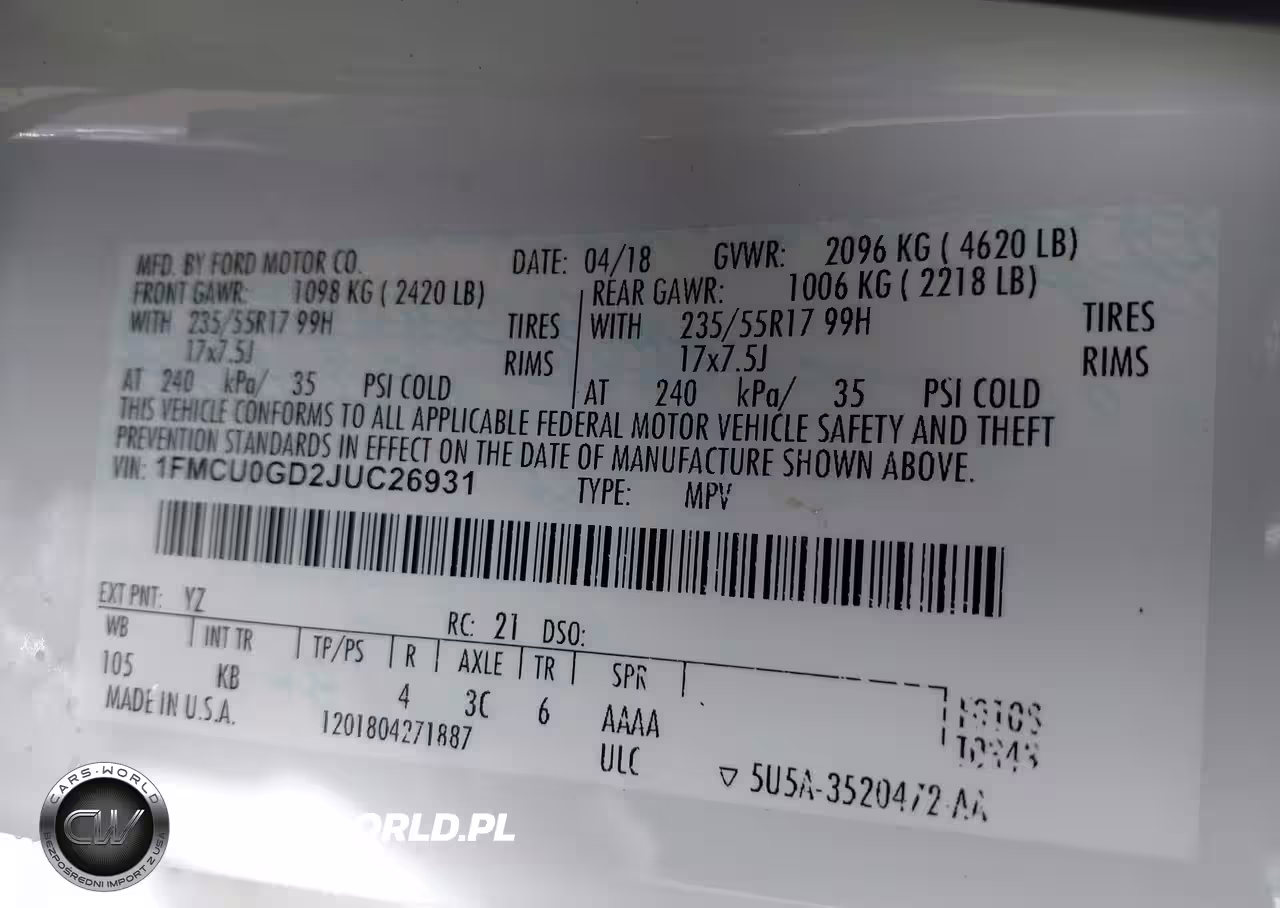 MFD. BY FORD MOTOR CO. DATE: 04/18 GVWR: 2096 KG ( 4620 LB)
FRONT GAWR: 1098 KG ( 2420 LB) REAR GAWR: 1006 KG ( 2218 LB)
WITH 235/55R17 99H TIRES WITH 235/55R17 99H TIRES
17x7.5J RIMS 17x7.5J RIMS
AT 240 kPa/ 35 PSI COLD AT 240 kPa/ 35 PSI COLD
THIS VEHICLE CONFORMS TO ALL APPLICABLE FEDERAL MOTOR VEHICLE SAFETY AND THEFT
PREVENTION STANDARDS IN EFFECT ON THE DATE OF MANUFACTURE SHOWN ABOVE.
VIN: 1FMCU0GD2JUC26931 TYPE: MPV
EXT PNT: YZ RC: 21 DSO:
WB INT TR TP/PS R AXLE TR SPR
105 KB 4 3C 6 AAAA
MADE IN U.S.A. 1201804271887 ULC
▽ 5U5A-3520472-AA
CARS-WORLD
CW
BEZPOŚREDNI IMPORT Z USA
ORLD.PL